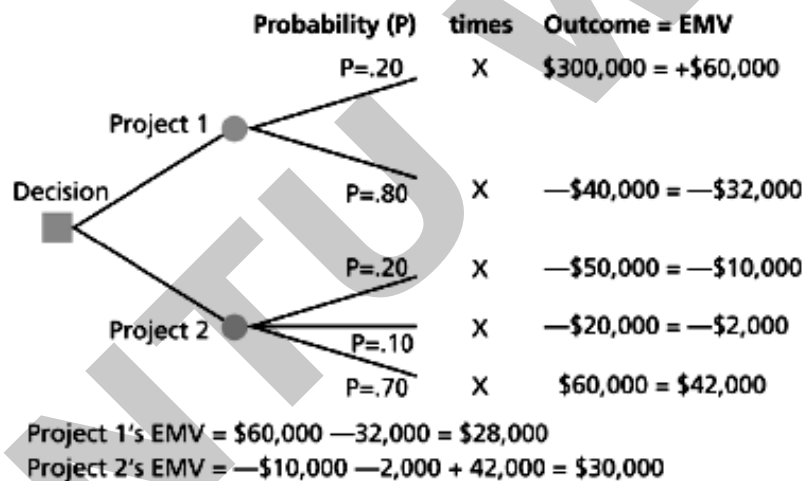 Probability (P) times Outcome = EMV
P=.20 X $300,000 = +$60,000
Project 1
P=.80 X —$40,000 = —$32,000
Decision
P=.20 X —$50,000 = —$10,000
Project 2
P=.10 X —$20,000 = —$2,000
P=.70 X $60,000 = $42,000
Project 1's EMV = $60,000 —32,000 = $28,000
Project 2's EMV = —$10,000 —2,000 + 42,000 = $30,000
NTU